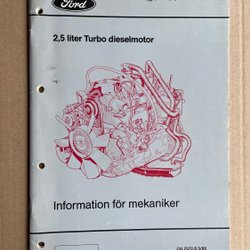 Ford
2,5 liter Turbo dieselmotor
Information för mekaniker